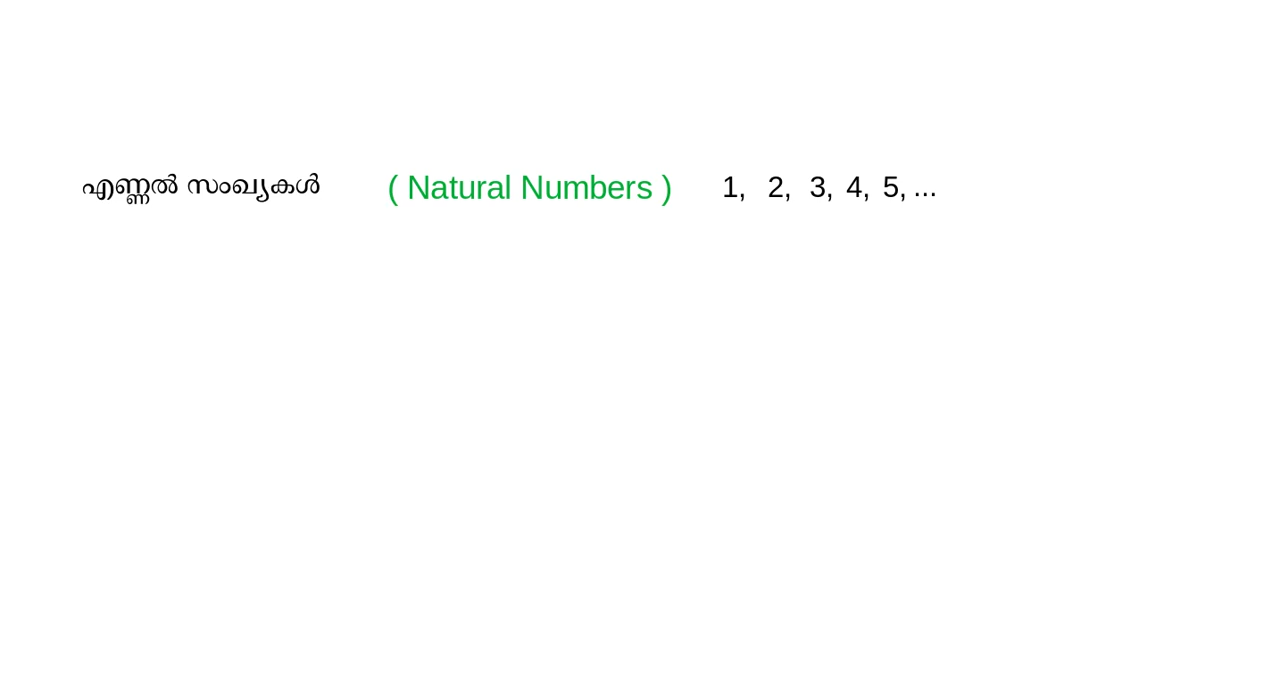 എണ്ണൽ സംഖ്യകൾ ( Natural Numbers ) 1, 2, 3, 4, 5, ...